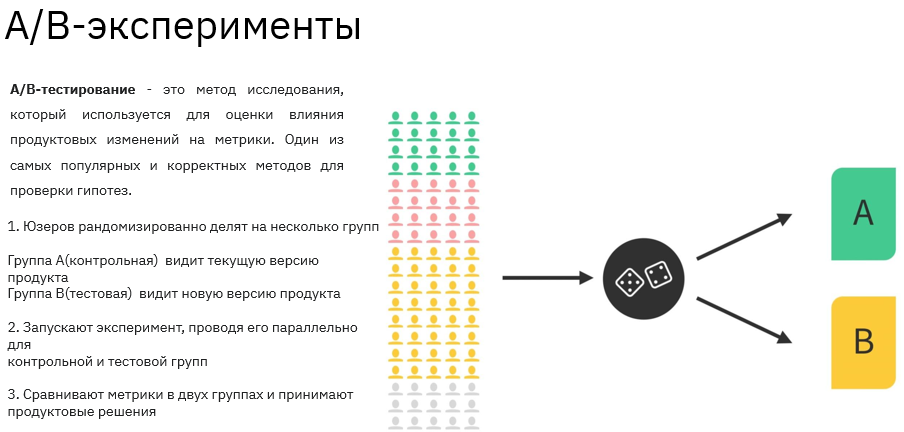 А/В-эксперименты
А/В-тестирование - это метод исследования,
который используется для оценки влияния
продуктовых изменений на метрики. Один из
самых популярных и корректных методов для
проверки гипотез.
1. Юзеров рандомизированно делят на несколько групп
Группа А(контрольная) видит текущую версию
продукта
Группа В(тестовая) видит новую версию продукта
2. Запускают эксперимент, проводя его параллельно
для
контрольной и тестовой групп
3. Сравнивают метрики в двух группах и принимают
продуктовые решения
A
B